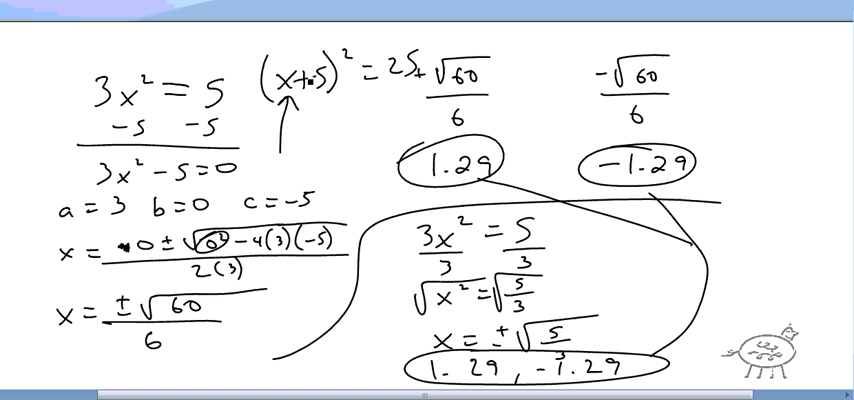 3x² = 5
-5 -5
3x² - 5 = 0
a = 3 b = 0 c = -5
x = -0 ± √0² - 4(3)(-5)
2(3)
x = ± √60
6
(x+5)² = 25
+√60
6
1.29
-√60
6
-1.29
3x² = 5
3 3
√x² = √5
3
x = ± √5
3
1.29, -1.29